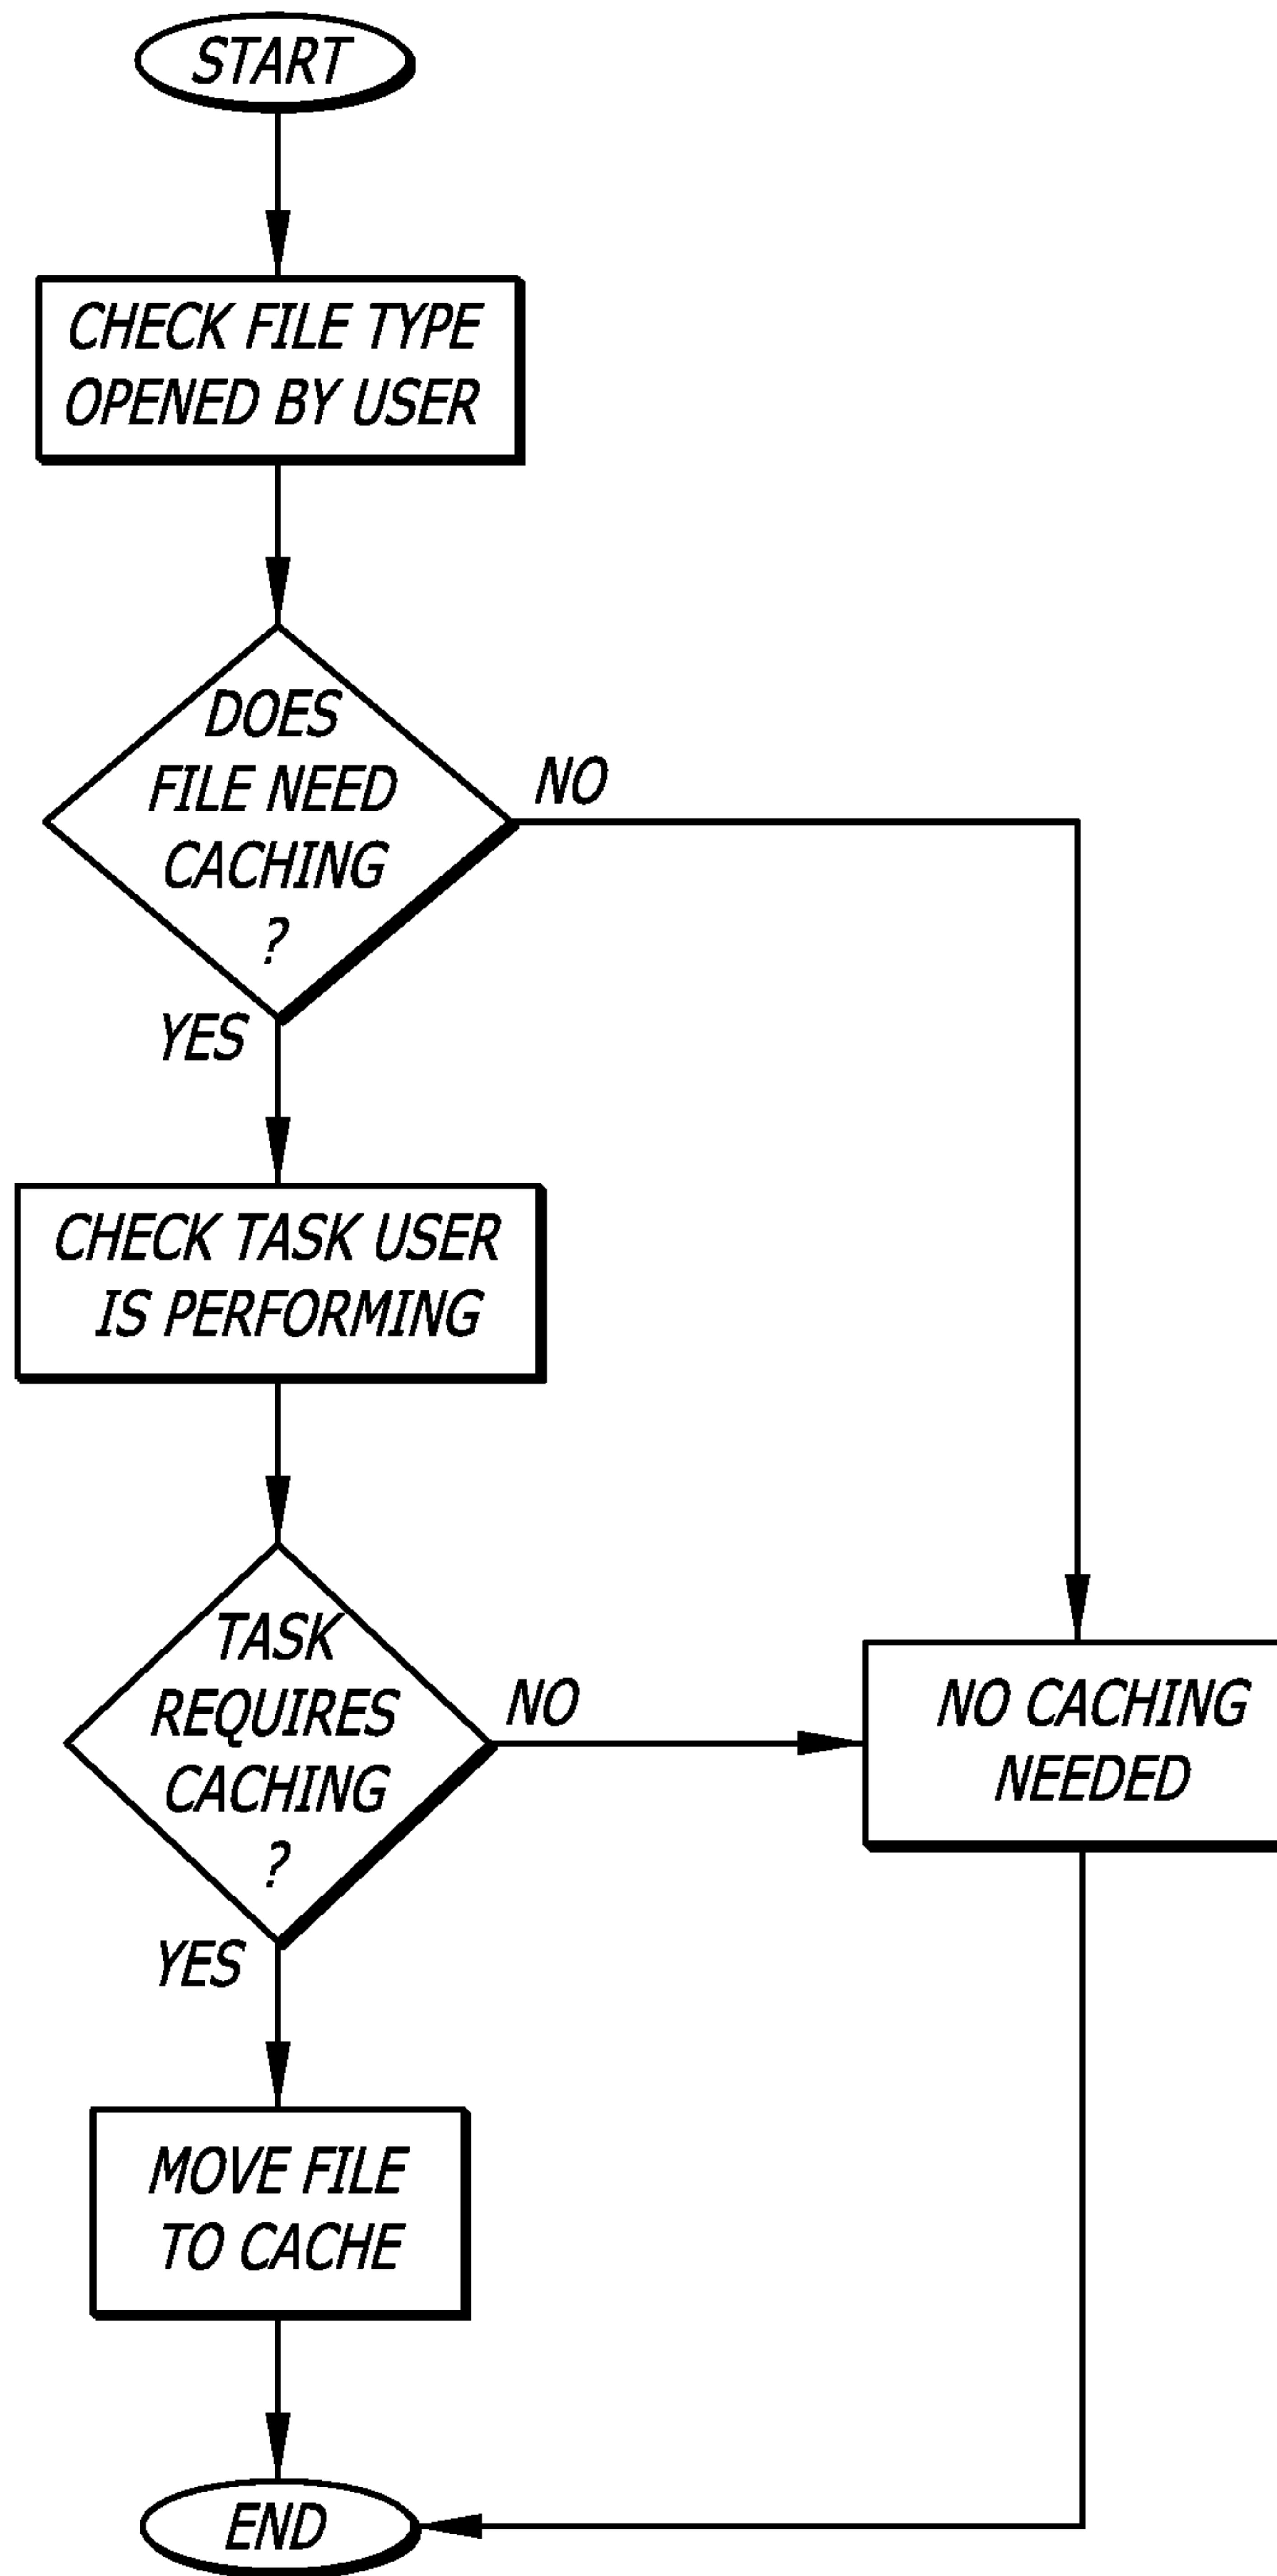 START
CHECK FILE TYPE
OPENED BY USER
DOES
FILE NEED
CACHING
?
NO
YES
CHECK TASK USER
IS PERFORMING
TASK
REQUIRES
CACHING
?
NO
YES
NO CACHING
NEEDED
MOVE FILE
TO CACHE
END